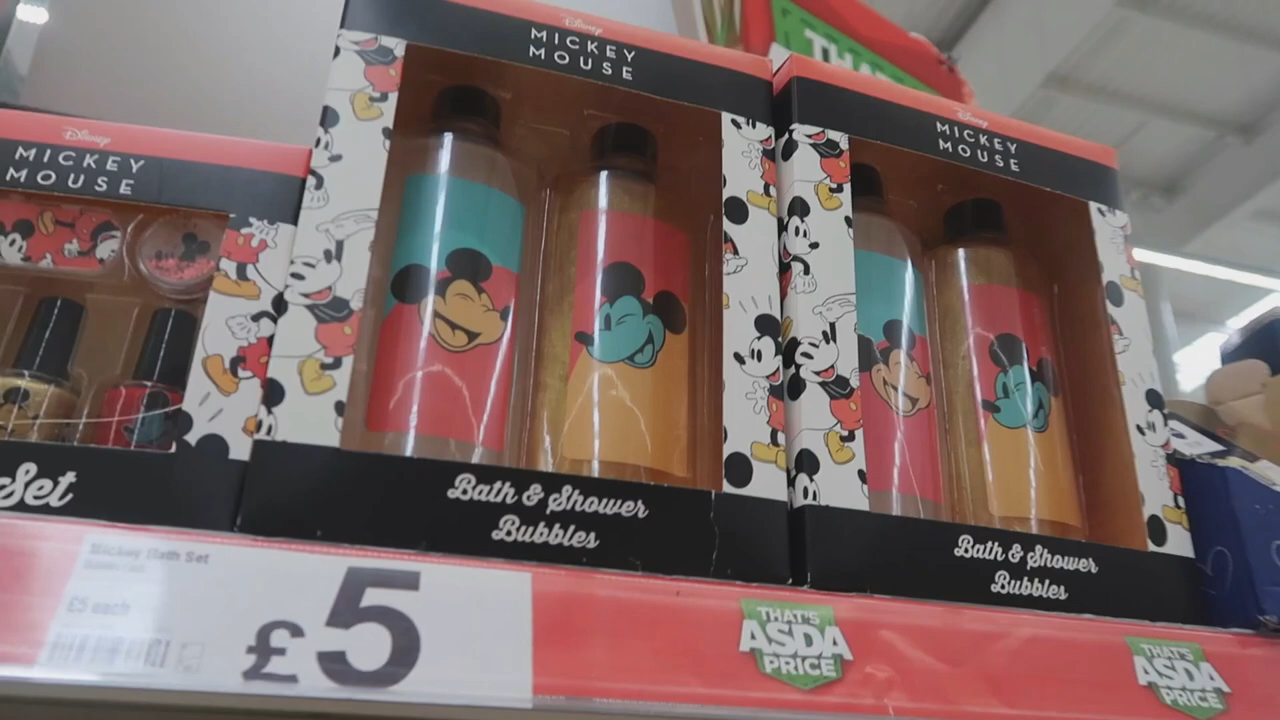 THA
Disney
MICKEY
MOUSE
Set
Disney
MICKEY
MOUSE
Bath & Shower
Bubbles
Disney
MICKEY
MOUSE
Bath & Shower
Bubbles
Mickey Bath Set
£5 each
£5
THAT'S
ASDA
PRICE
THAT'S
ASDA
PRICE